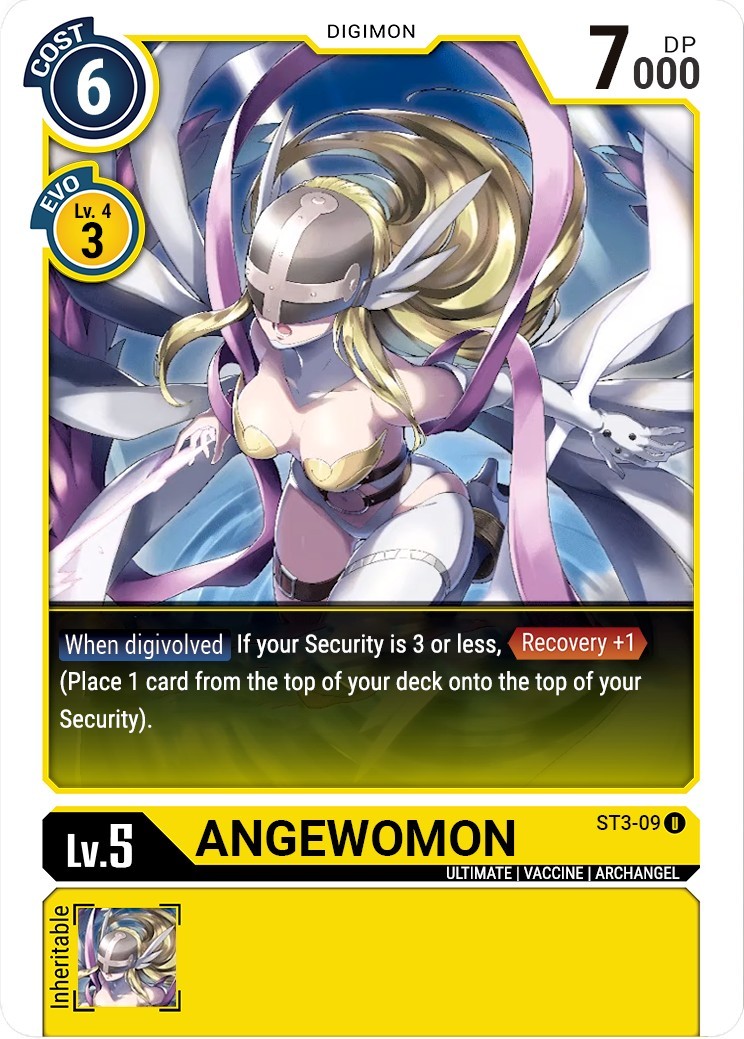 DIGIMON
COST
6
7000
DP
EVO
Lv. 4
3
When digivolved If your Security is 3 or less, Recovery +1
(Place 1 card from the top of your deck onto the top of your
Security).
Lv.5
ANGEWOMON
ST3-09 U
ULTIMATE | VACCINE | ARCHANGEL
Inheritable